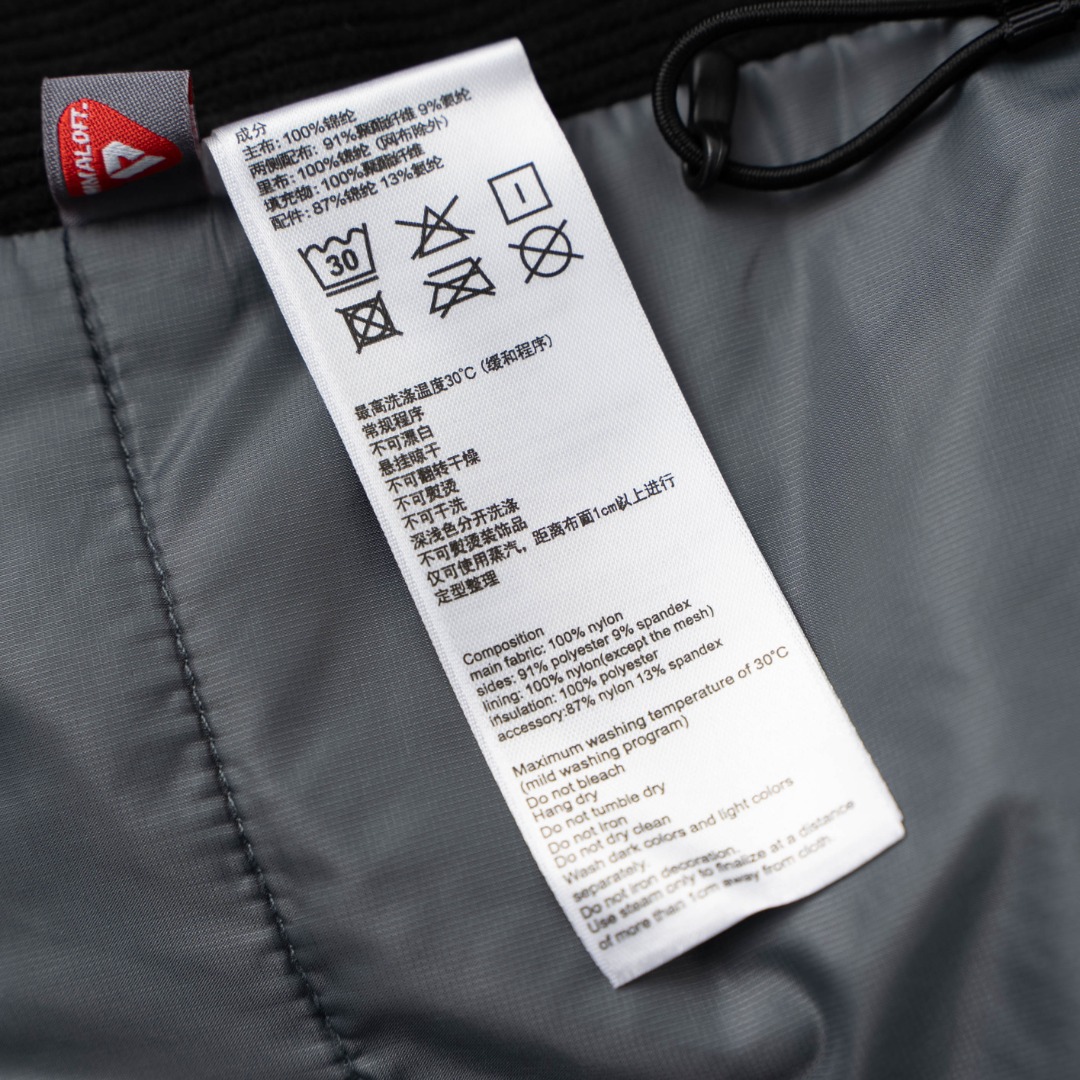 IMALOFT.
成分
主布: 100%锦纶
两侧配布: 91%聚酯纤维 9%氨纶
里布: 100%锦纶 (网布除外)
填充物: 100%聚酯纤维
配件: 87%锦纶 13%氨纶
30
最高洗涤温度30°C (缓和程序)
常规程序
不可漂白
悬挂晾干
不可翻转干燥
不可熨烫
不可干洗
深浅色分开洗涤
不可熨烫装饰品
仅可使用蒸汽, 距离布面1cm以上进行
定型整理
Composition
main fabric: 100% nylon
sides: 91% polyester 9% spandex
lining: 100% nylon(except the mesh)
insulation: 100% polyester
accessory:87% nylon 13% spandex
Maximum washing temperature of 30°C
(mild washing program)
Do not bleach
Hang dry
Do not tumble dry
Do not iron
Do not dry clean
Wash dark colors and light colors
separately.
Do not iron decoration.
Use steam only to finalize at a distance
of more than 1cm away from cloth.